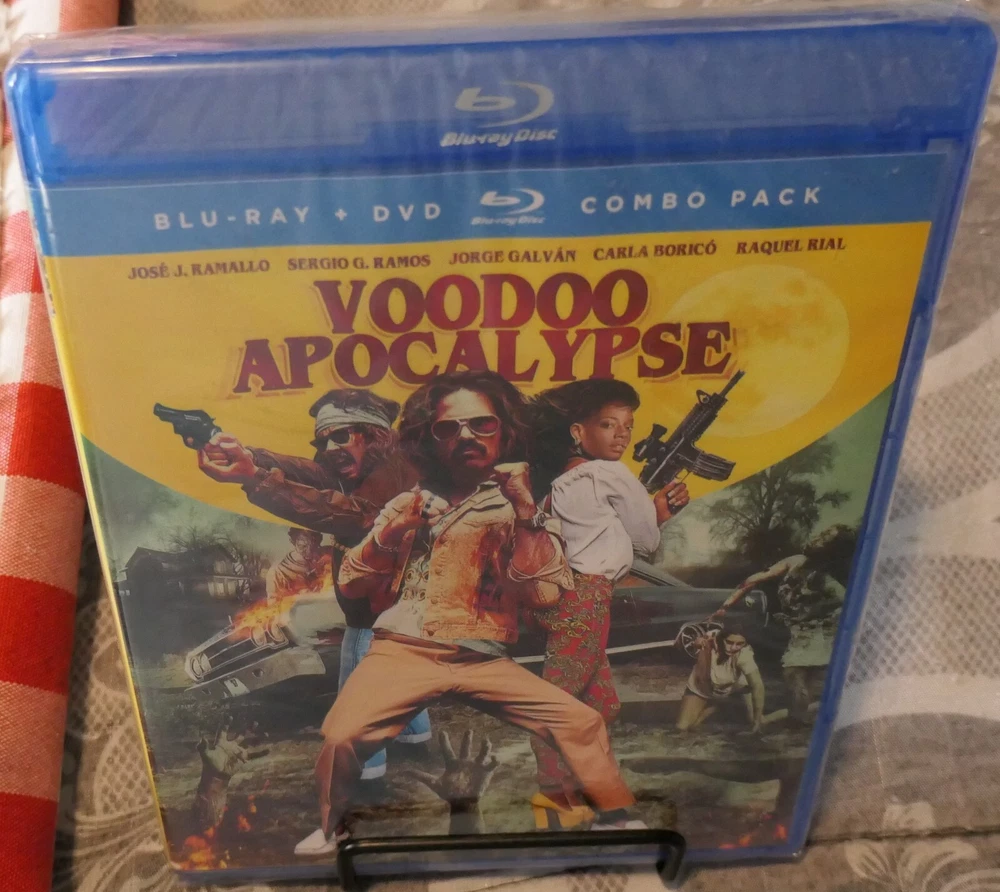 Blu-ray Disc
BLU-RAY + DVD Blu-ray Disc COMBO PACK
JOSÉ J. RAMALLO SERGIO G. RAMOS JORGE GALVÁN CARLA BORICÓ RAQUEL RIAL
VOODOO
APOCALYPSE